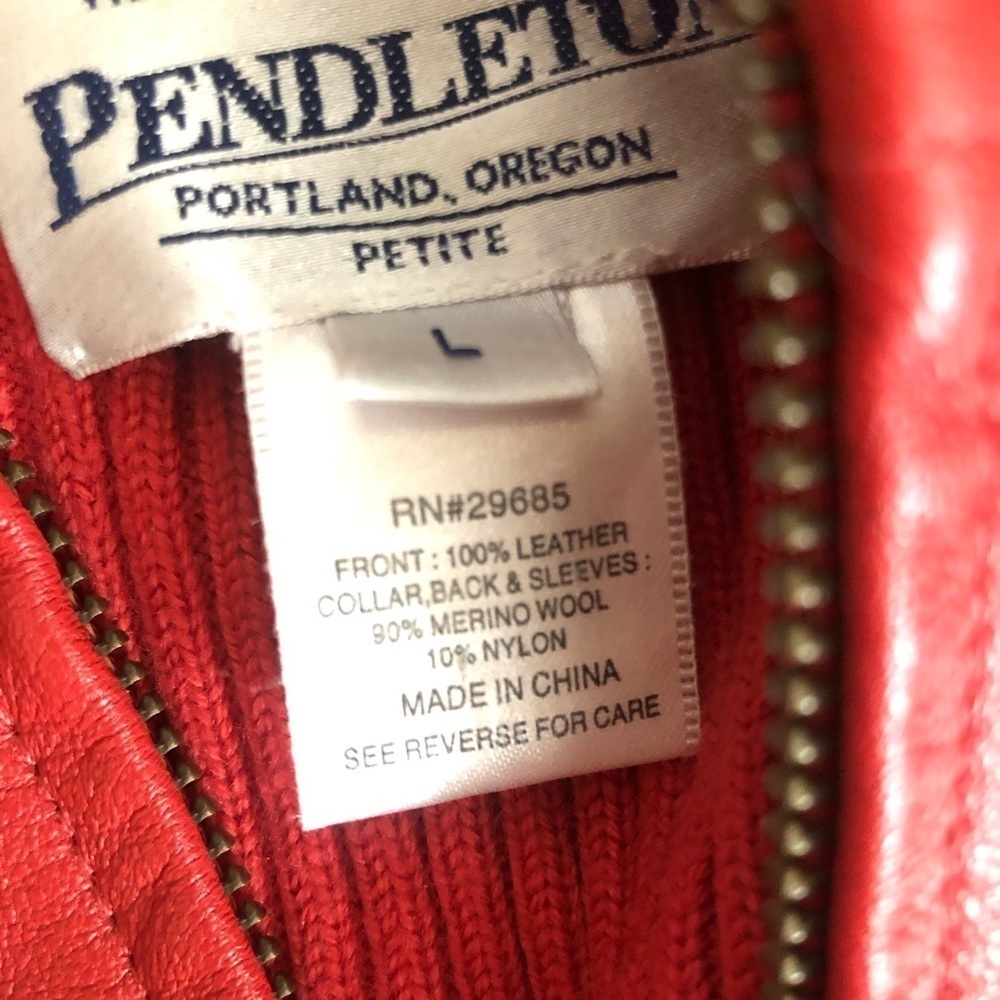 PENDLETON
PORTLAND, OREGON
PETITE
L
RN#29685
FRONT : 100% LEATHER
COLLAR,BACK & SLEEVES :
90% MERINO WOOL
10% NYLON
MADE IN CHINA
SEE REVERSE FOR CARE